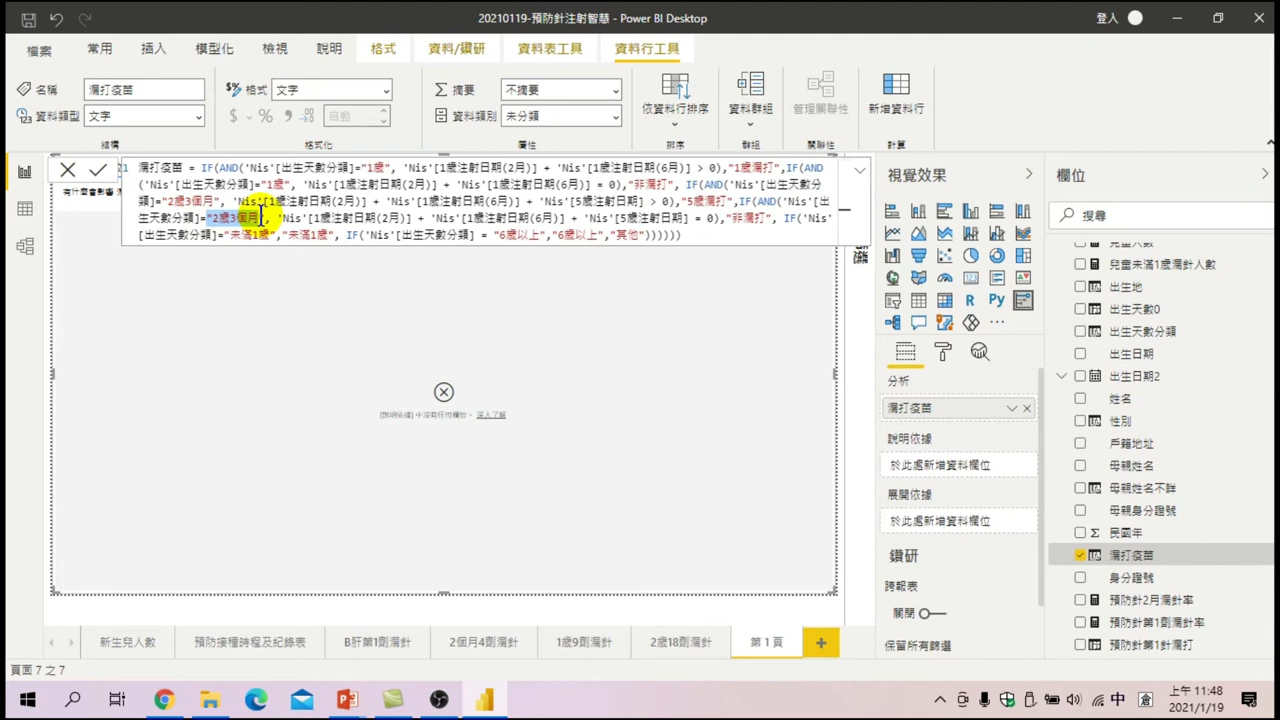 20210119-預防針注射智慧 - Power BI Desktop
登入
檔案
常用
插入
模型化
檢視
說明
格式
資料/鑽研
資料表工具
資料行工具
名稱
漏打疫苗
格式
文字
摘要
不摘要
資料類型
文字
$
%
自動
資料類別
未分類
依資料行排序
資料群組
管理關聯性
新增資料行
結構
格式化
屬性
排序
群組
關聯性
計算
1 漏打疫苗 = IF(AND('Nis'[出生天數分類]="1歲", 'Nis'[1歲注射日期(2月)] + 'Nis'[1歲注射日期(6月)] > 0),"1歲漏打",IF(AND
('Nis'[出生天數分類]="1歲", 'Nis'[1歲注射日期(2月)] + 'Nis'[1歲注射日期(6月)] = 0),"非漏打", IF(AND('Nis'[出生天數分
類]="2歲3個月", 'Nis'[1歲注射日期(2月)] + 'Nis'[1歲注射日期(6月)] + 'Nis'[5歲注射日期] > 0),"5歲漏打",IF(AND('Nis'[出
生天數分類]="2歲3個月", 'Nis'[1歲注射日期(2月)] + 'Nis'[1歲注射日期(6月)] + 'Nis'[5歲注射日期] = 0),"非漏打", IF('Nis'
[出生天數分類]="未滿1歲","未滿1歲", IF('Nis'[出生天數分類] = "6歲以上","6歲以上","其他"))))))
[說明依據] 中沒有任何欄位。 深入了解
視覺效果
R
Py
分析
漏打疫苗
說明依據
於此處新增資料欄位
展開依據
於此處新增資料欄位
鑽研
跨報表
關閉
保留所有篩選
欄位
搜尋
兒童人數
兒童未滿1歲漏針人數
出生地
出生天數0
出生天數分類
出生日期
出生日期2
姓名
性別
戶籍地址
母親姓名
母親姓名不詳
母親身分證號
民國年
漏打疫苗
身分證號
預防針2月漏針率
預防針第1劑漏針率
預防針第1針漏打
新生兒人數
預防接種時程及紀錄表
B肝第1劑漏針
2個月4劑漏針
1歲9劑漏針
2歲18劑漏針
第 1 頁
頁面 7 之 7
中
倉
上午 11:48
2021/1/19